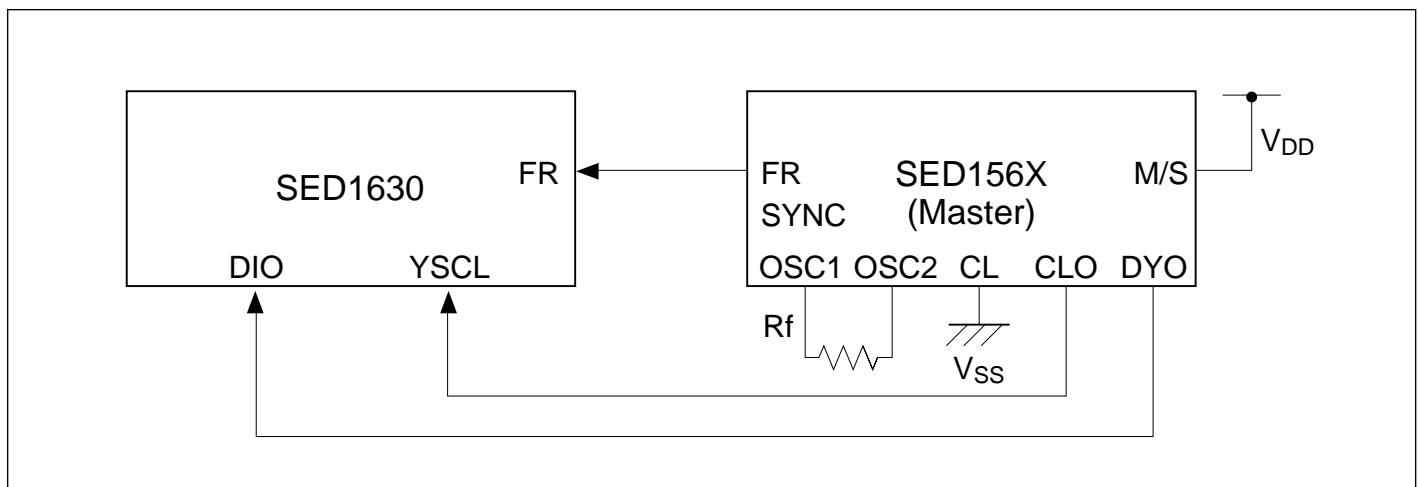 SED1630
FR
DIO YSCL
FR SED156X M/S
SYNC (Master)
OSC1 OSC2 CL CLO DYO
VDD
Rf
VSS